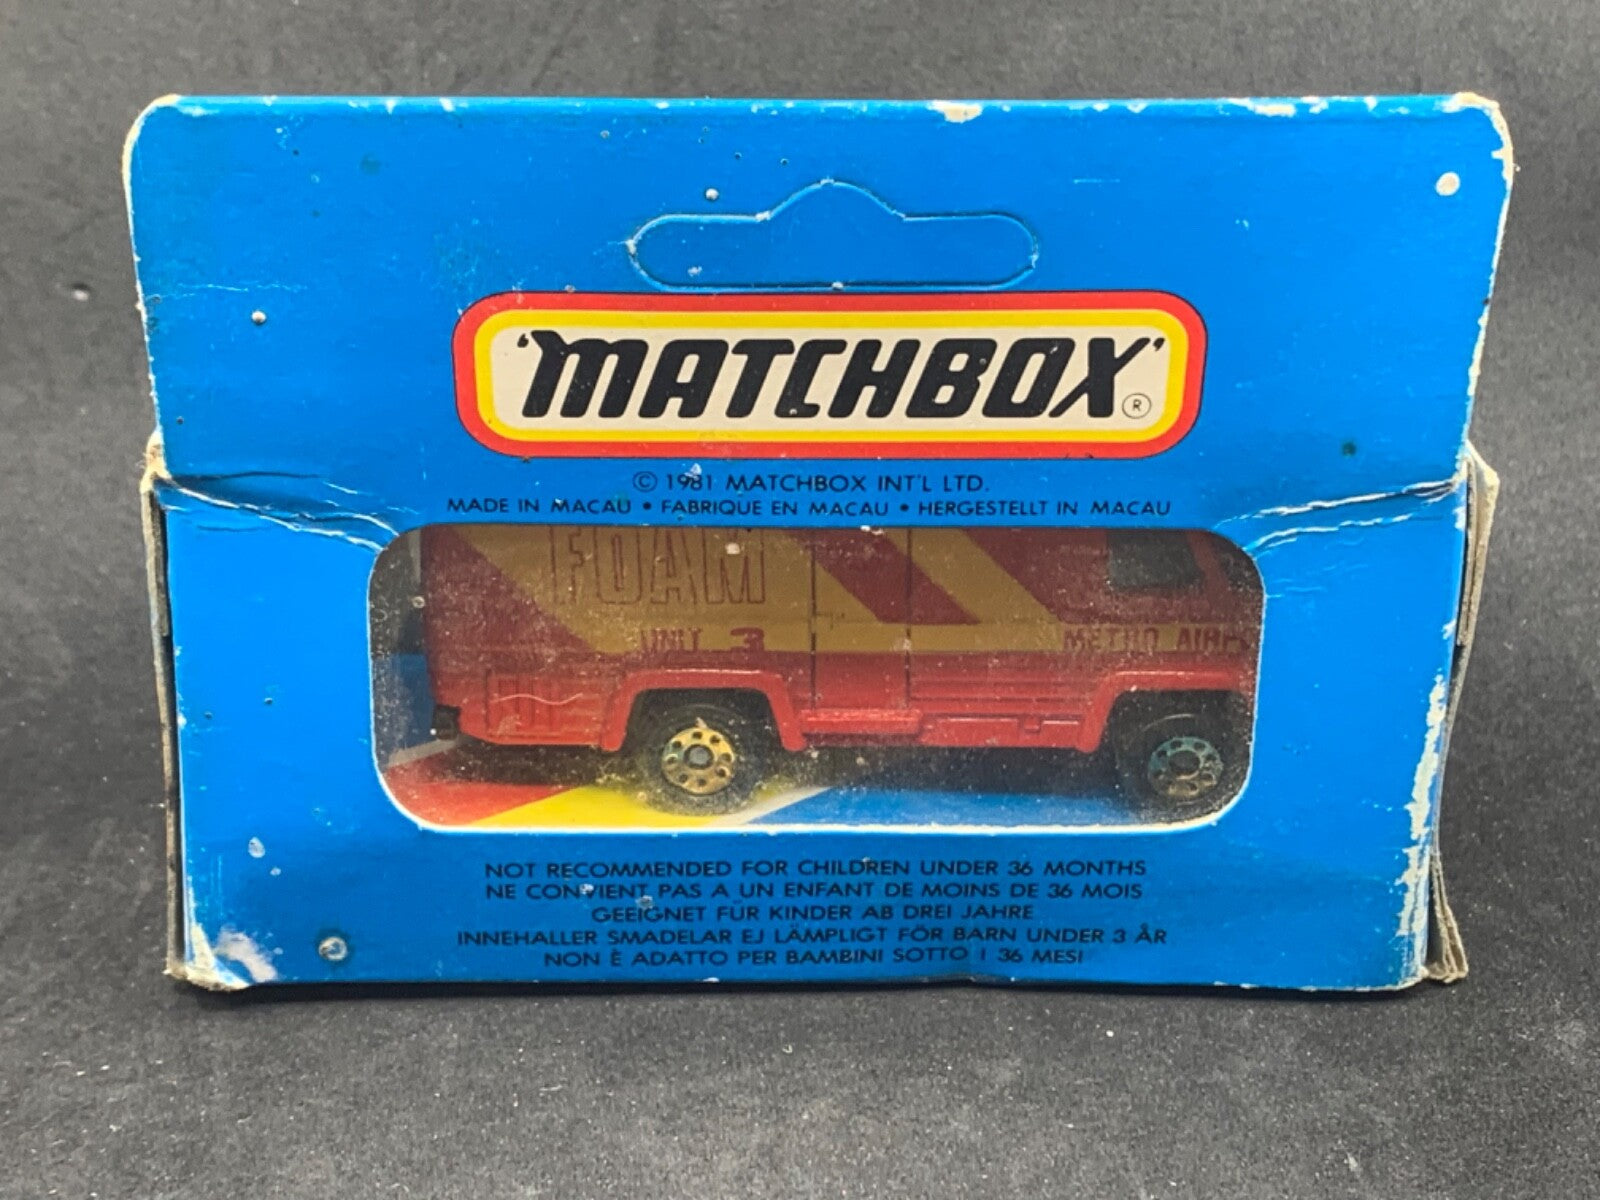 'MATCHBOX' ®
© 1981 MATCHBOX INT'L LTD.
MADE IN MACAU • FABRIQUE EN MACAU • HERGESTELLT IN MACAU
FOAM
UNIT 3
METRO AIRP
NOT RECOMMENDED FOR CHILDREN UNDER 36 MONTHS
NE CONVIENT PAS A UN ENFANT DE MOINS DE 36 MOIS
GEEIGNET FÜR KINDER AB DREI JAHRE
INNEHALLER SMADELAR EJ LÄMPLIGT FÖR BARN UNDER 3 ÅR
NON È ADATTO PER BAMBINI SOTTO I 36 MESI